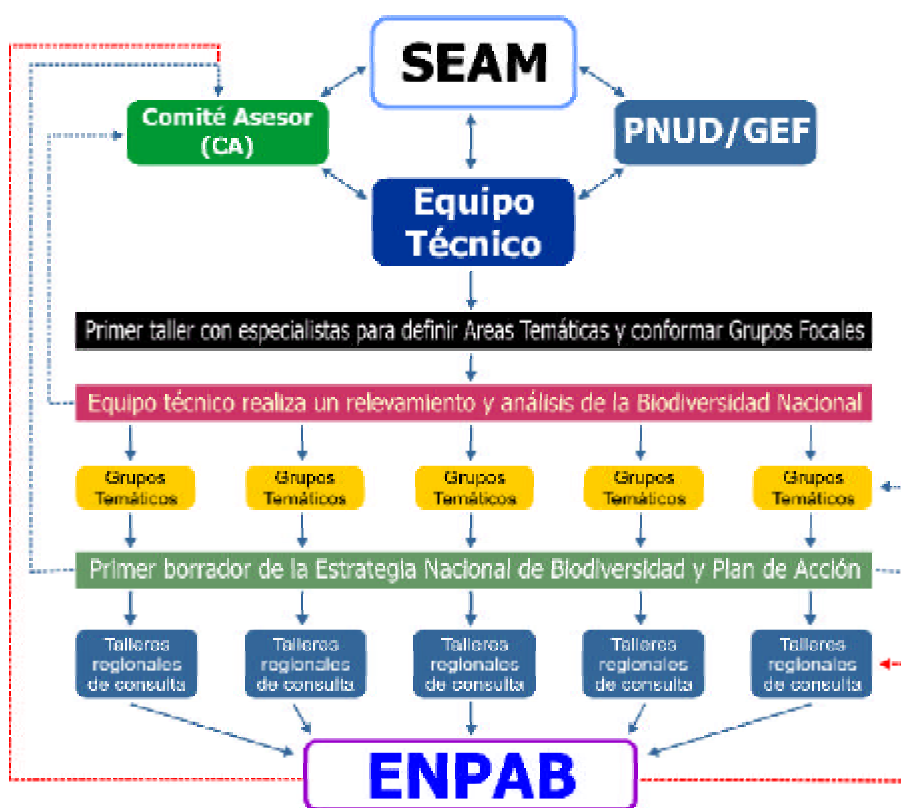 SEAM
Comité Asesor
(CA)
PNUD/GEF
Equipo
Técnico
Primer taller con especialistas para definir Areas Temáticas y conformar Grupos Focales
Equipo técnico realiza un relevamiento y análisis de la Biodiversidad Nacional
Grupos
Temáticos
Grupos
Temáticos
Grupos
Temáticos
Grupos
Temáticos
Grupos
Temáticos
Primer borrador de la Estrategia Nacional de Biodiversidad y Plan de Acción
Talleres
regionales
de consulta
Talleres
regionales
de consulta
Talleres
regionales
de consulta
Talleres
regionales
de consulta
Talleres
regionales
de consulta
ENPAB